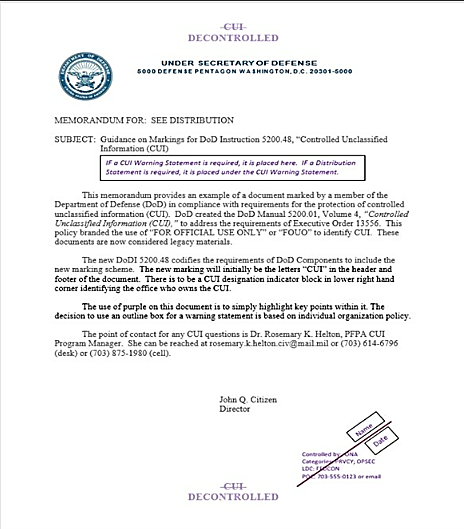 CUI
DECONTROLLED
UNDER SECRETARY OF DEFENSE
5000 DEFENSE PENTAGON WASHINGTON, D.C. 20301-5000
MEMORANDUM FOR: SEE DISTRIBUTION
SUBJECT: Guidance on Markings for DoD Instruction 5200.48, “Controlled Unclassified
Information (CUI)
IF a CUI Warning Statement is required, it is placed here. IF a Distribution
Statement is required, it is placed under the CUI Warning Statement.
This memorandum provides an example of a document marked by a member of the
Department of Defense (DoD) in compliance with requirements for the protection of controlled
unclassified information (CUI). DoD created the DoD Manual 5200.01, Volume 4, “Controlled
Unclassified Information (CUI,” to address the requirements of Executive Order 13556. This
policy branded the use of “FOR OFFICIAL USE ONLY” or “FOUO” to identify CUI. These
documents are now considered legacy materials.
The new DoDI 5200.48 codifies the requirements of DoD Components to include the
new marking scheme. The new marking will initially be the letters “CUI” in the header and
footer of the document. There is to be a CUI designation indicator block in lower right hand
corner identifying the office who owns the CUI.
The use of purple on this document is to simply highlight key points within it. The
decision to use an outline box for a warning statement is based on individual organization policy.
The point of contact for any CUI questions is Dr. Rosemary K. Helton, PFPA CUI
Program Manager. She can be reached at rosemary.k.helton.civ@mail.mil or (703) 614-6796
(desk) or (703) 875-1980 (cell).
John Q. Citizen
Director
Name
Date
Controlled by:
PRVCY, OPSEC
LDC:
703-555-0123 or email
CUI
DECONTROLLED